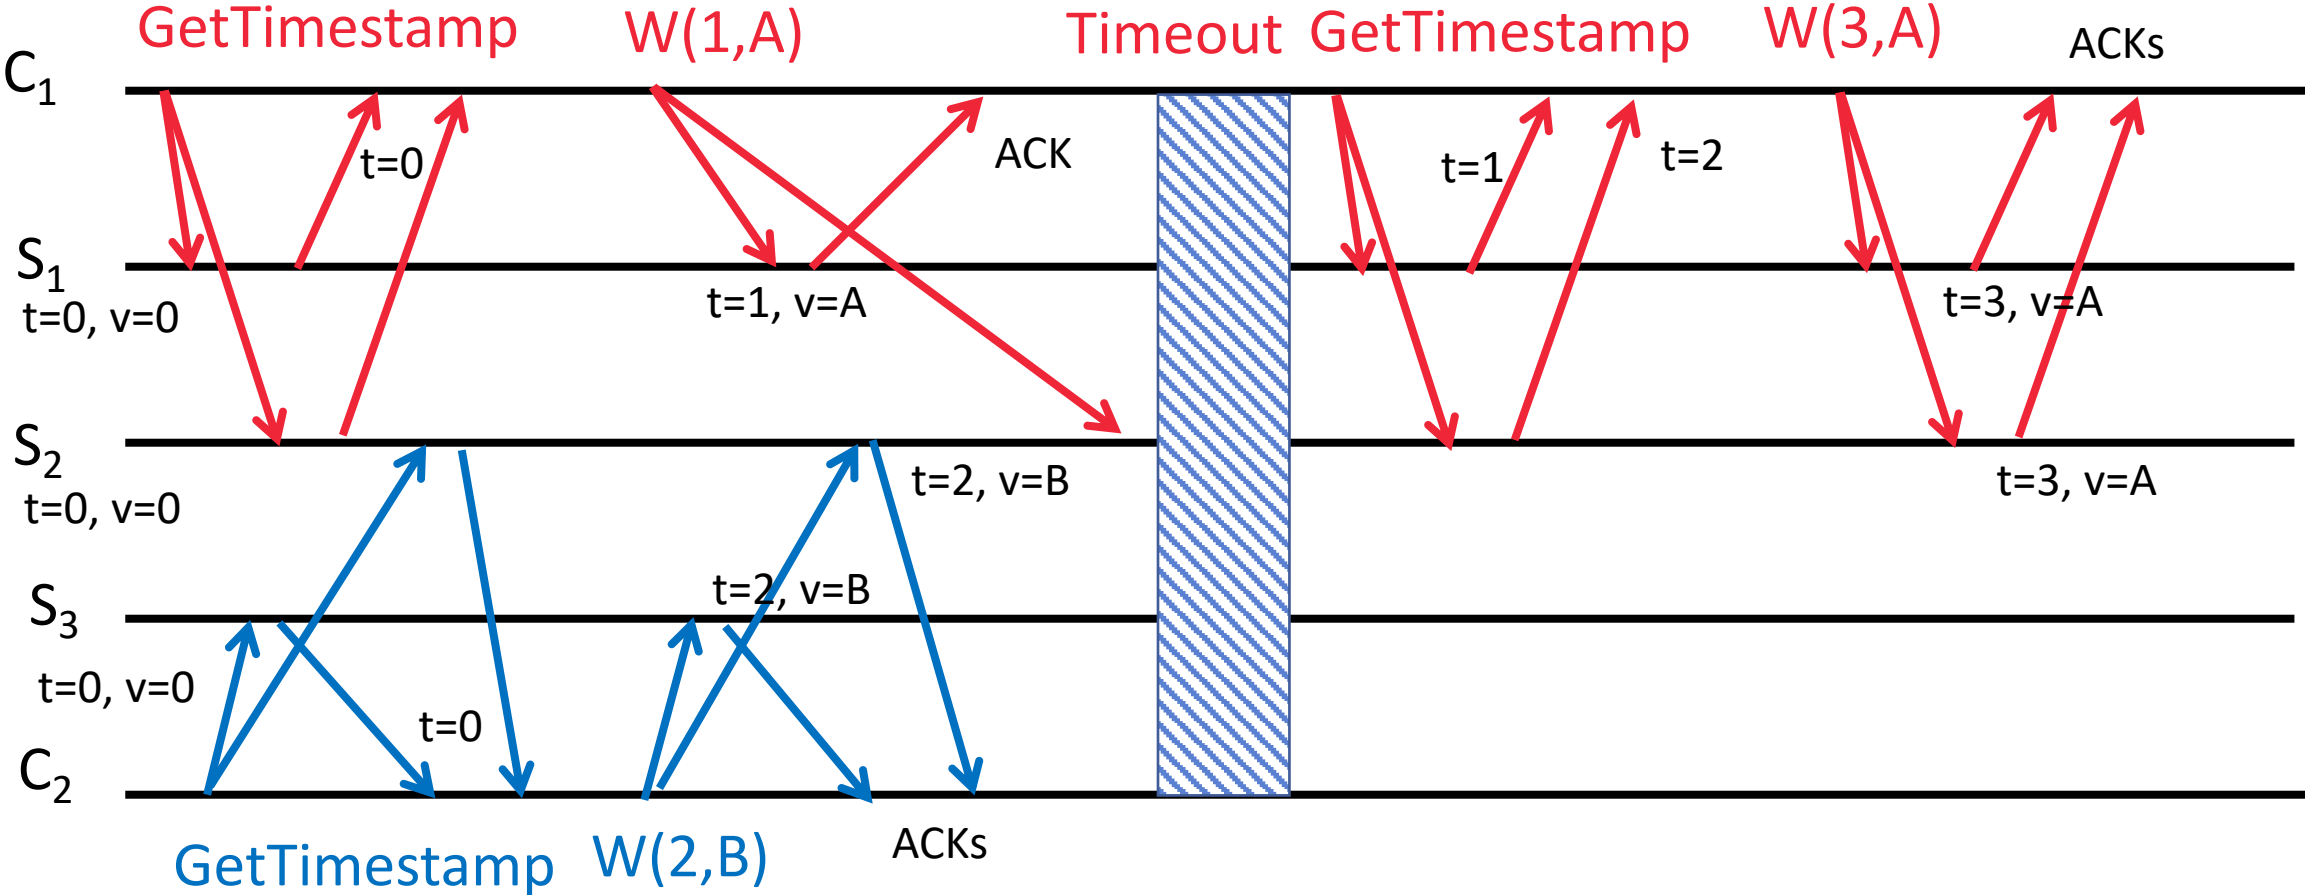 GetTimestamp W(1,A) Timeout GetTimestamp W(3,A) ACKs
C1
t=0 ACK t=1 t=2
S1
t=0, v=0 t=1, v=A t=3, v=A
S2
t=0, v=0 t=2, v=B t=3, v=A
S3 t=2, v=B
t=0, v=0
t=0
C2
GetTimestamp W(2,B) ACKs